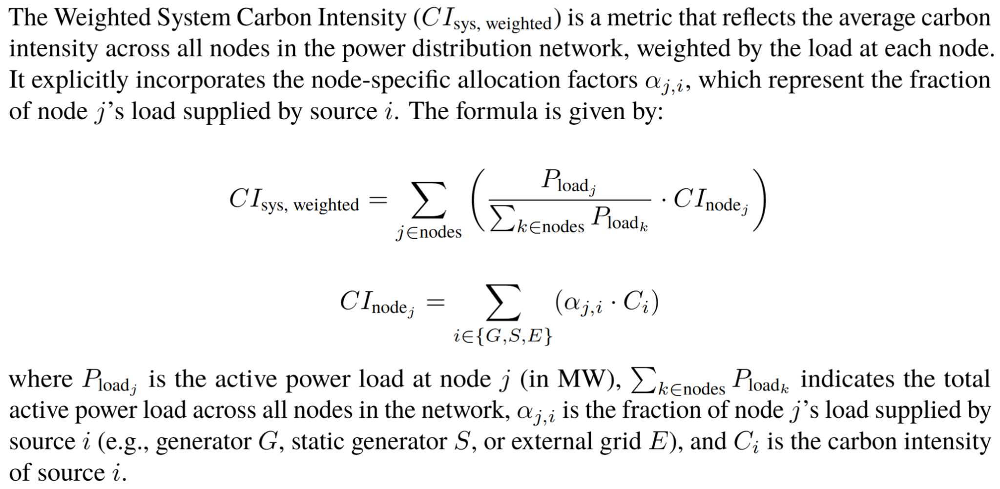 The Weighted System Carbon Intensity ($CI_{\text{sys, weighted}}$) is a metric that reflects the average carbon
intensity across all nodes in the power distribution network, weighted by the load at each node.
It explicitly incorporates the node-specific allocation factors $\alpha_{j,i}$, which represent the fraction
of node $j$’s load supplied by source $i$. The formula is given by:
$CI_{\text{sys, weighted}} = \sum_{j \in \text{nodes}} \left( \frac{P_{\text{load}_j}}{\sum_{k \in \text{nodes}} P_{\text{load}_k}} \cdot CI_{\text{node}_j} \right)$
$CI_{\text{node}_j} = \sum_{i \in \{G,S,E\}} (\alpha_{j,i} \cdot C_i)$
where $P_{\text{load}_j}$ is the active power load at node $j$ (in MW), $\sum_{k \in \text{nodes}} P_{\text{load}_k}$ indicates the total
active power load across all nodes in the network, $\alpha_{j,i}$ is the fraction of node $j$’s load supplied by
source $i$ (e.g., generator $G$, static generator $S$, or external grid $E$), and $C_i$ is the carbon intensity
of source $i$.